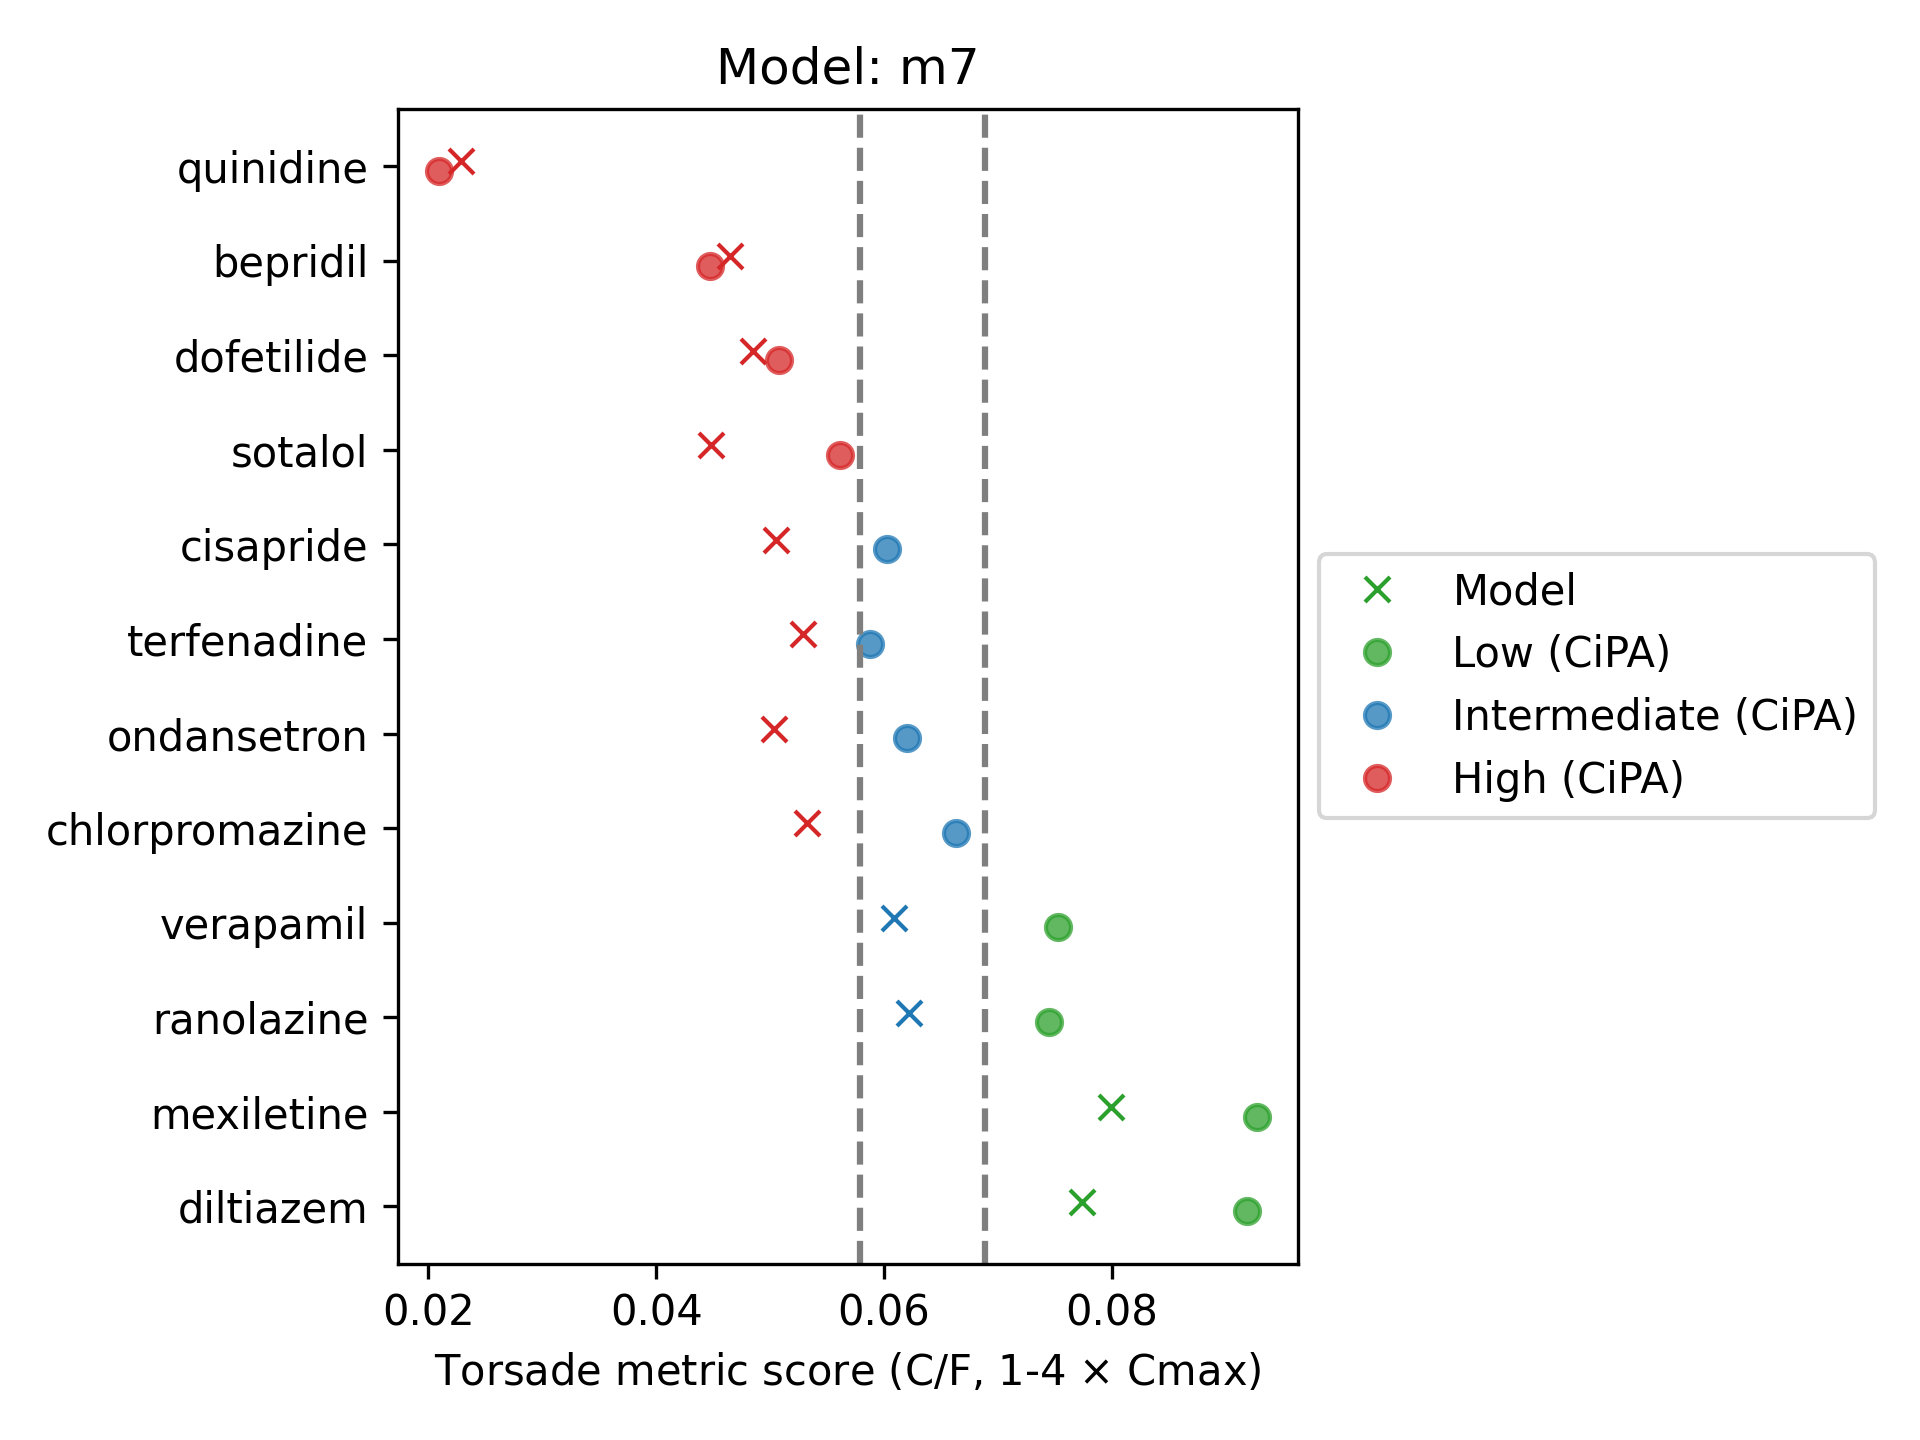 Model: m7
quinidine
bepridil
dofetilide
sotalol
cisapride
terfenadine
ondansetron
chlorpromazine
verapamil
ranolazine
mexiletine
diltiazem
0.02 0.04 0.06 0.08
Torsade metric score (C/F, 1-4 × Cmax)
Model
Low (CiPA)
Intermediate (CiPA)
High (CiPA)